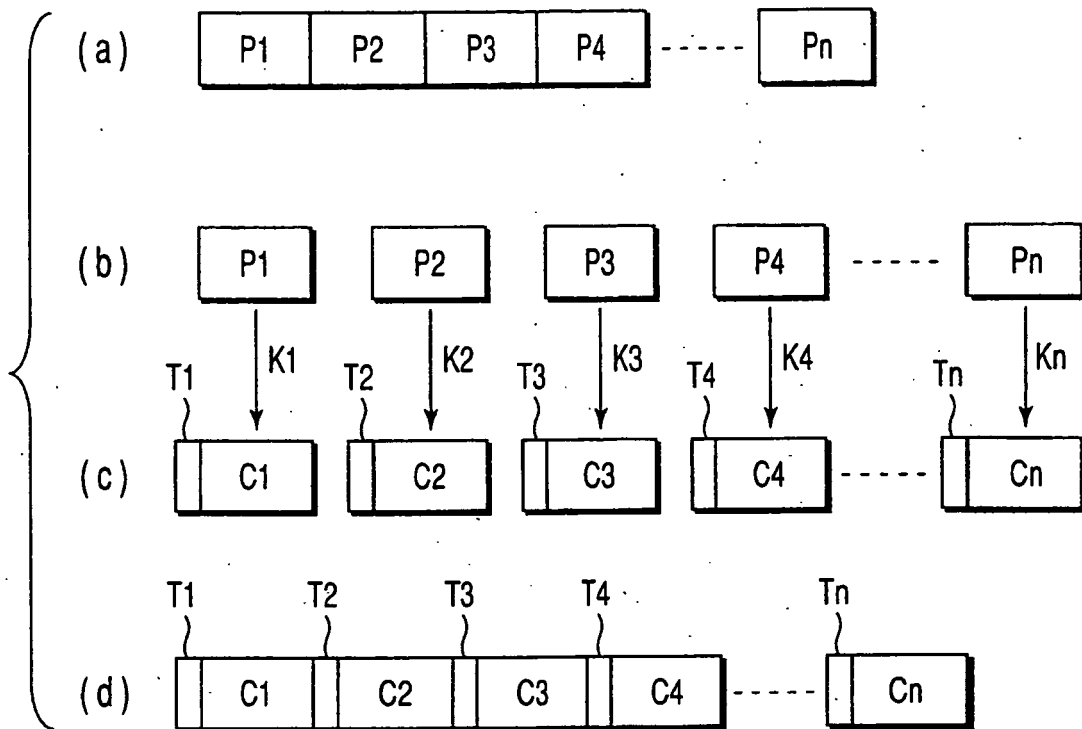 (a) P1 P2 P3 P4 Pn
(b) P1 P2 P3 P4 Pn
K1 K2 K3 K4 Kn
T1 T2 T3 T4 Tn
(c) C1 C2 C3 C4 Cn
T1 T2 T3 T4 Tn
(d) C1 C2 C3 C4 Cn